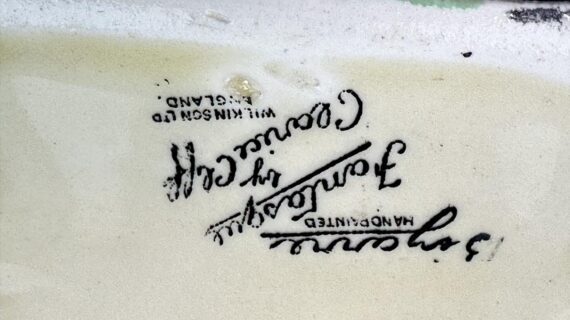 HANDPAINTED
Bizarre
Fantasque
by
Clarice Cliff
WILKINSON LTD
ENGLAND.